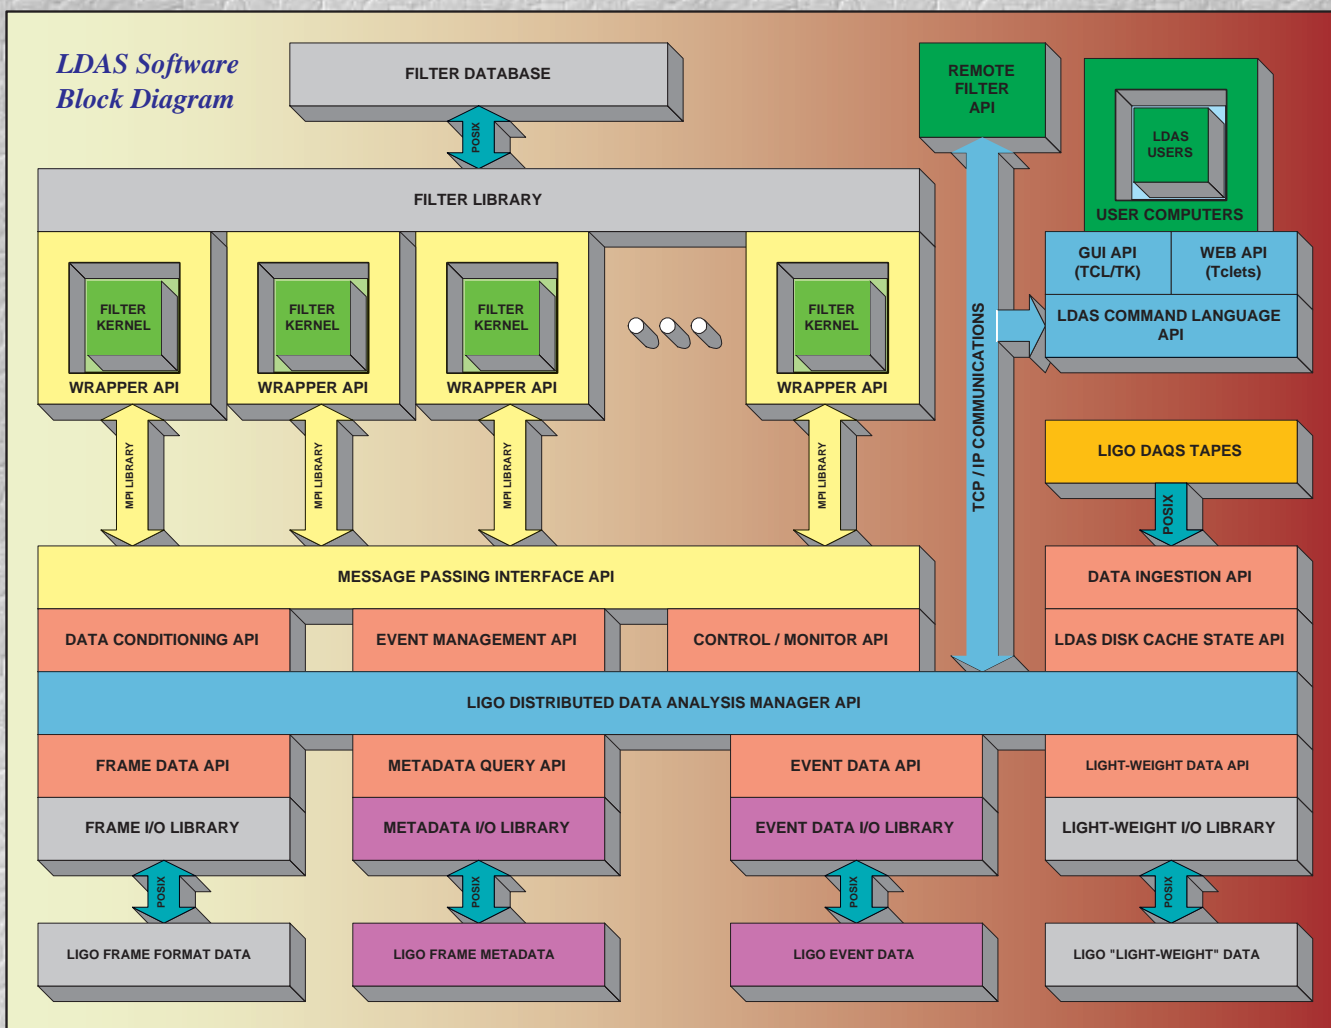 LDAS Software
Block Diagram
FILTER DATABASE
POSIX
REMOTE
FILTER
API
LDAS
USERS
USER COMPUTERS
FILTER LIBRARY
GUI API
(TCL/TK)
WEB API
(Tclets)
LDAS COMMAND LANGUAGE
API
FILTER
KERNEL
WRAPPER API
FILTER
KERNEL
WRAPPER API
FILTER
KERNEL
WRAPPER API
FILTER
KERNEL
WRAPPER API
TCP / IP COMMUNICATIONS
MPI LIBRARY
MPI LIBRARY
MPI LIBRARY
MPI LIBRARY
LIGO DAQS TAPES
POSIX
MESSAGE PASSING INTERFACE API
DATA INGESTION API
DATA CONDITIONING API
EVENT MANAGEMENT API
CONTROL / MONITOR API
LDAS DISK CACHE STATE API
LIGO DISTRIBUTED DATA ANALYSIS MANAGER API
FRAME DATA API
METADATA QUERY API
EVENT DATA API
LIGHT-WEIGHT DATA API
FRAME I/O LIBRARY
METADATA I/O LIBRARY
EVENT DATA I/O LIBRARY
LIGHT-WEIGHT I/O LIBRARY
POSIX
POSIX
POSIX
POSIX
LIGO FRAME FORMAT DATA
LIGO FRAME METADATA
LIGO EVENT DATA
LIGO "LIGHT-WEIGHT" DATA